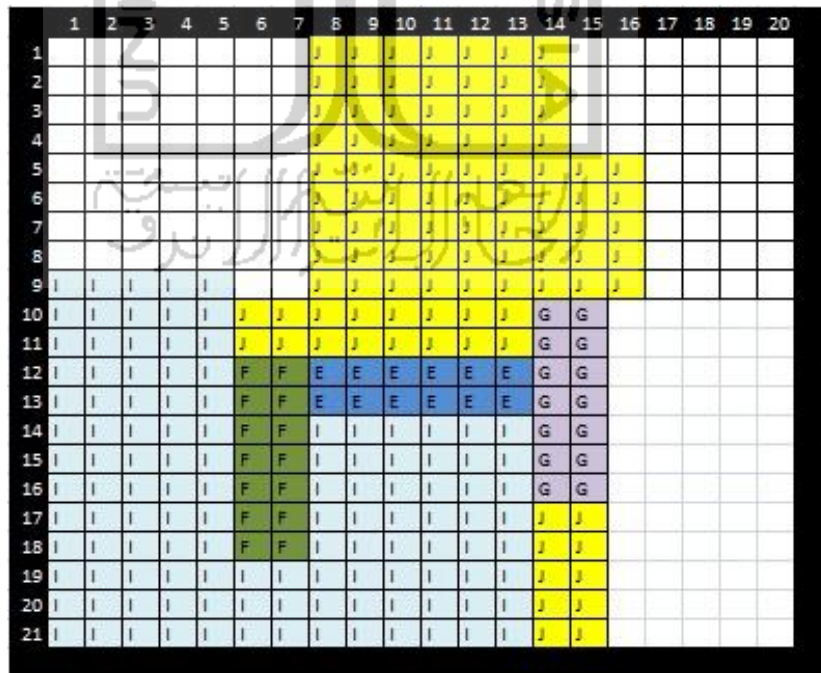 1 2 3 4 5 6 7 8 9 10 11 12 13 14 15 16 17 18 19 20
1 J J J J J J J
2 J J J J J J J
3 J J J J J J J
4 J J J J J J J
5 J J J J J J J J J
6 J J J J J J J J J
7 J J J J J J J J J
8 J J J J J J J J J
9 I I I I I J J J J J J J J J
10 I I I I I J J J J J J J J G G
11 I I I I I J J J J J J J J G G
12 I I I I I F F E E E E E E G G
13 I I I I I F F E E E E E E G G
14 I I I I I F F I I I I I I G G
15 I I I I I F F I I I I I I G G
16 I I I I I F F I I I I I I G G
17 I I I I I F F I I I I I I J J
18 I I I I I F F I I I I I I J J
19 I I I I I I I I I I I I I J J
20 I I I I I I I I I I I I I J J
21 I I I I I I I I I I I I I J J